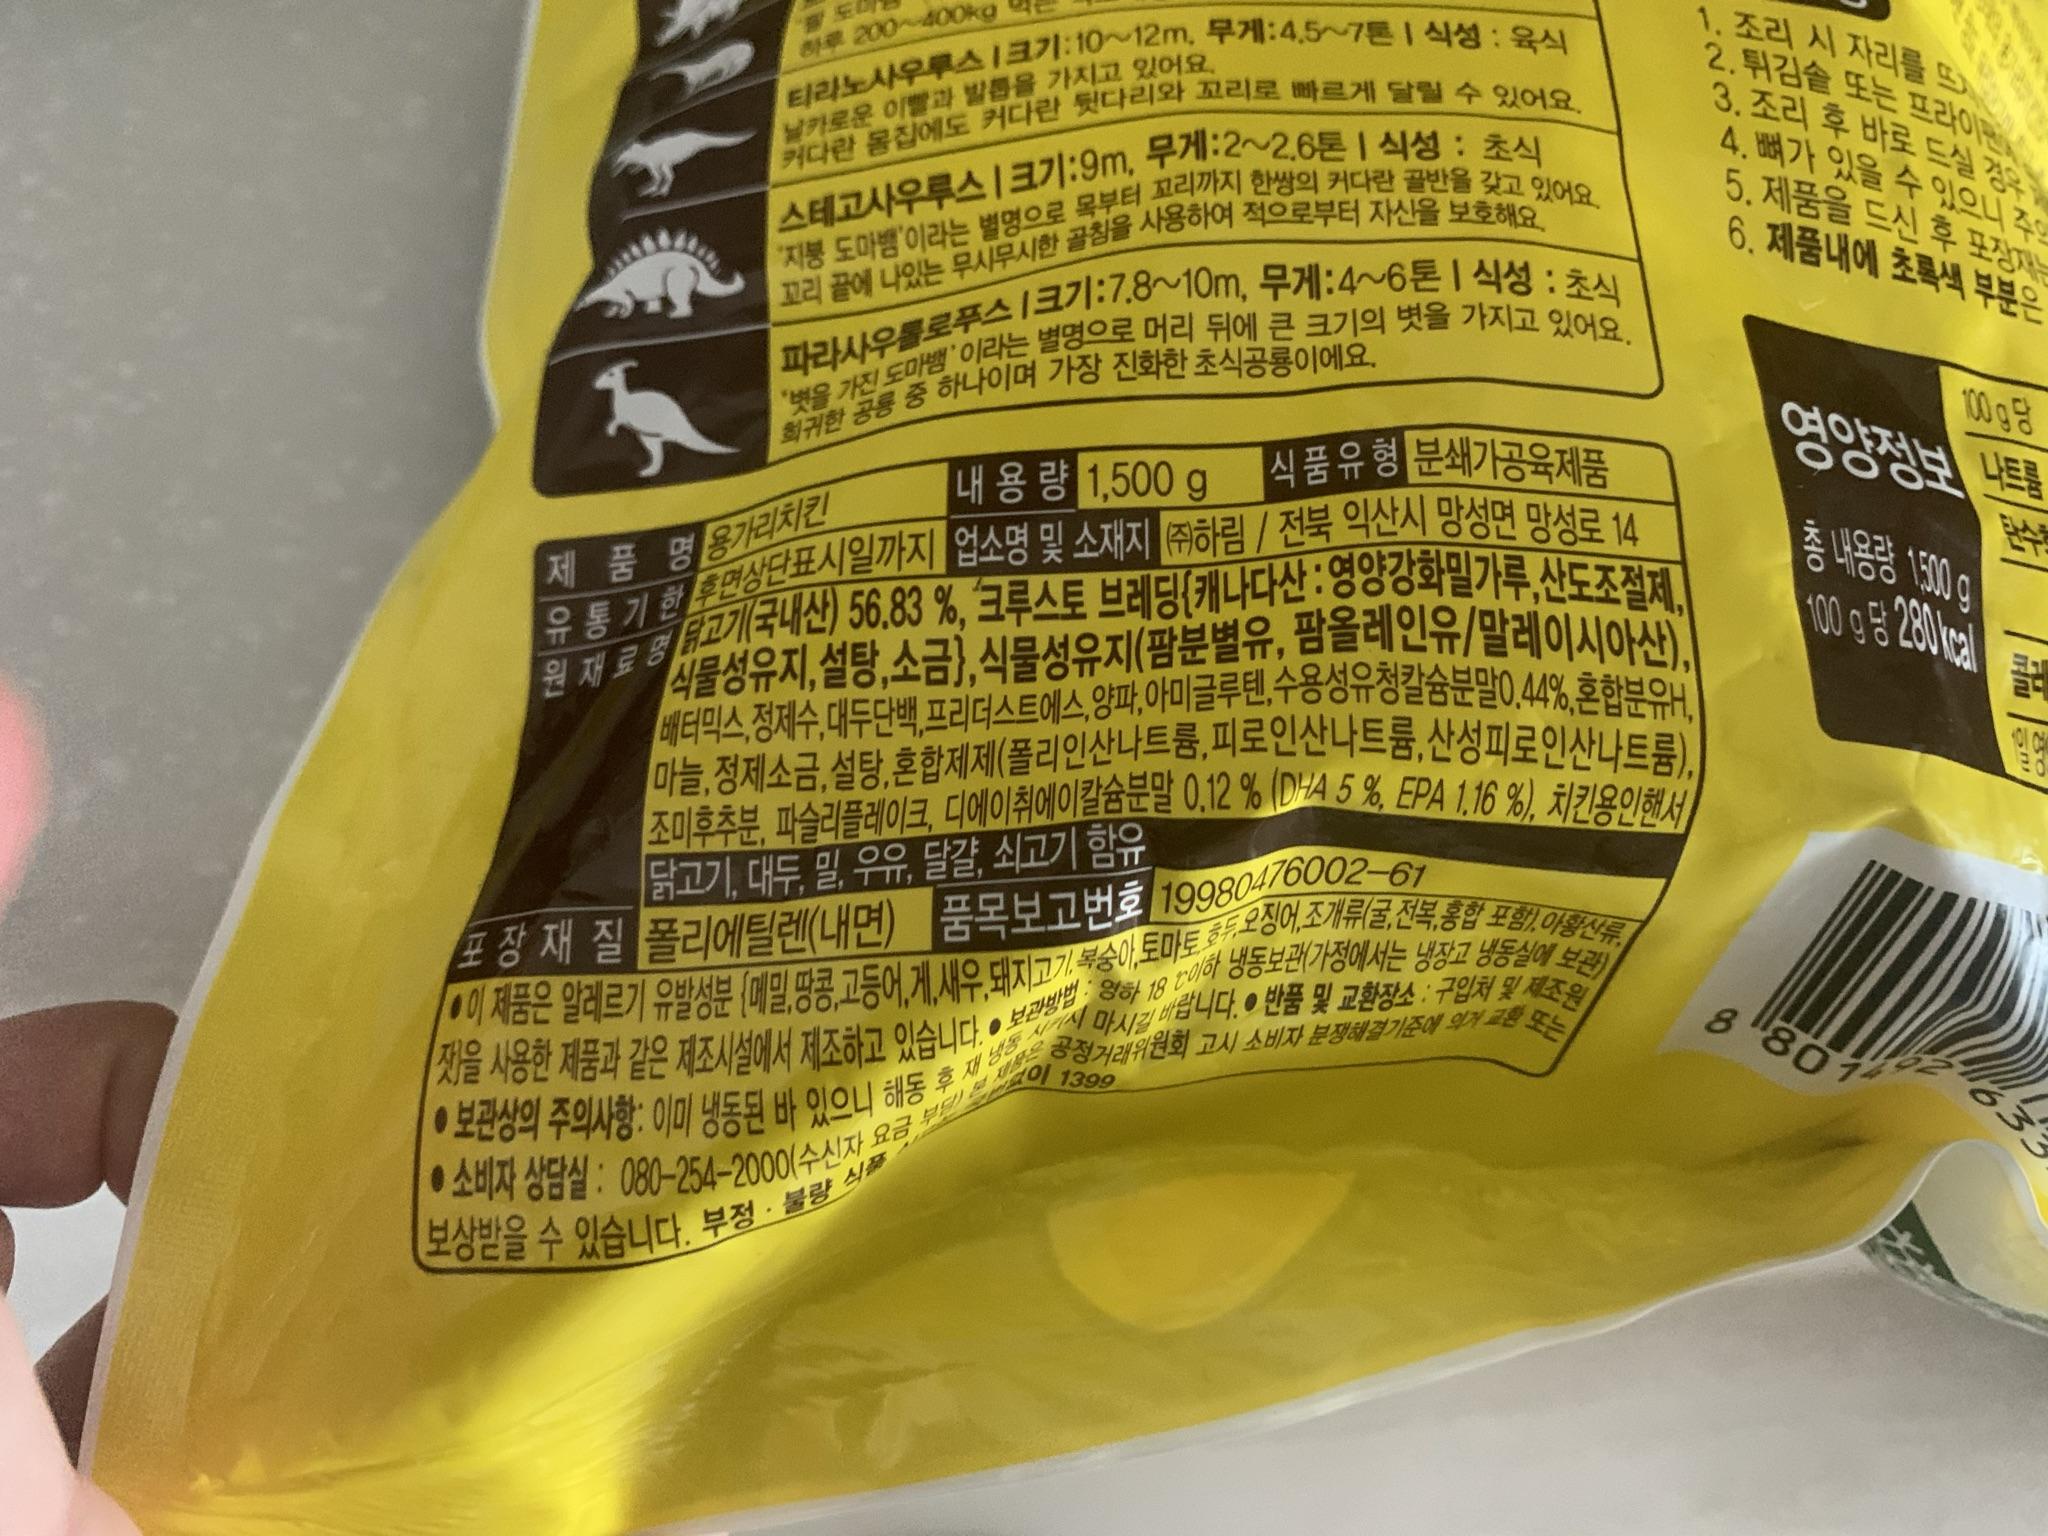 하루 200~400kg
티라노사우루스 | 크기:10~12m, 무게:4.5~7톤 | 식성 : 육식
날카로운 이빨과 발톱을 가지고 있어요.
커다란 몸집에도 커다란 뒷다리와 꼬리로 빠르게 달릴 수 있어요.
스테고사우루스 | 크기:9m, 무게:2~2.6톤 | 식성 : 초식
'지붕 도마뱀'이라는 별명으로 목부터 꼬리까지 한쌍의 커다란 골반을 갖고 있어요.
꼬리 끝에 나있는 무시무시한 골침을 사용하여 적으로부터 자신을 보호해요.
파라사우롤로푸스 | 크기:7.8~10m, 무게:4~6톤 | 식성 : 초식
'볏을 가진 도마뱀'이라는 별명으로 머리 뒤에 큰 크기의 볏을 가지고 있어요.
희귀한 공룡 중 하나이며 가장 진화한 초식공룡이에요.
제품명 용가리치킨 내용량 1,500 g 식품유형 분쇄가공육제품
유통기한 후면상단표시일까지 업소명 및 소재지 ㈜하림 / 전북 익산시 망성면 망성로 14
원재료명 닭고기(국내산) 56.83 %, 크루스토 브레딩{캐나다산:영양강화밀가루,산도조절제,
식물성유지,설탕,소금},식물성유지(팜분별유, 팜올레인유/말레이시아산),
배터믹스,정제수,대두단백,프리더스트에스,양파,아미글루텐,수용성유청칼슘분말0.44%,혼합분유H,
마늘,정제소금,설탕,혼합제제(폴리인산나트륨,피로인산나트륨,산성피로인산나트륨),
조미후추분, 파슬리플레이크, 디에이취에이칼슘분말 0.12 % (DHA 5 %, EPA 1.16 %), 치킨용인핸서
닭고기, 대두, 밀, 우유, 달걀, 쇠고기 함유
포장재질 폴리에틸렌(내면) 품목보고번호 19980476002-61
• 이 제품은 알레르기 유발성분 {메밀,땅콩,고등어,게,새우,돼지고기,복숭아,토마토,호두,오징어,조개류(굴,전복,홍합 포함),아황산류,
잣}을 사용한 제품과 같은 제조시설에서 제조하고 있습니다. • 보관방법 : 영하 18 ℃이하 냉동보관(가정에서는 냉장고 냉동실에 보관)
• 보관상의 주의사항: 이미 냉동된 바 있으니 해동 후 재 냉동 시키시 마시길 바랍니다. • 반품 및 교환장소 : 구입처 및 제조원
• 소비자 상담실 : 080-254-2000(수신자 요금 부담) 본 제품은 공정거래위원회 고시 소비자 분쟁해결기준에 의거 교환 또는
보상받을 수 있습니다. 부정·불량 식품 1399
1. 조리 시 자리를
2. 튀김솥 또는
3. 조리 후 바로 드실 경우
4. 뼈가 있을 수 있으니
5. 제품을 드신 후
6. 제품내에 초록색 부분은
영양정보
총 내용량 1,500 g
100 g당 280 kcal
100 g당
나트륨